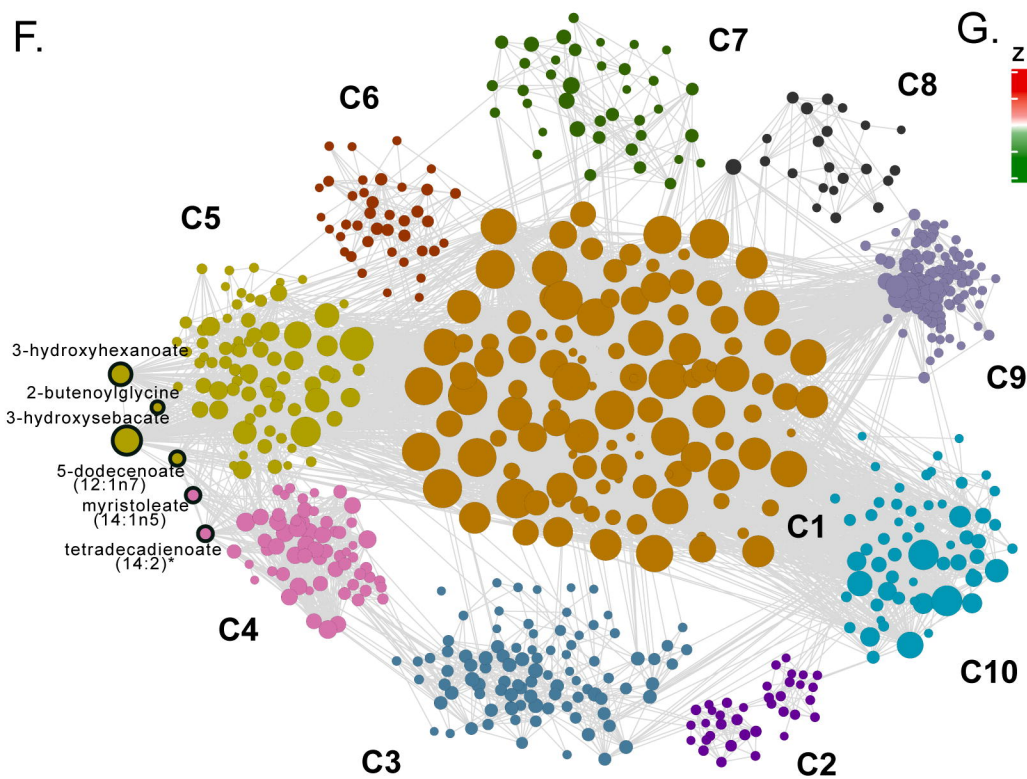 F.
G.
Z
C7
C8
C6
C5
3-hydroxyhexanoate
2-butenoylglycine
3-hydroxysebacate
C9
5-dodecenoate
(12:1n7)
myristoleate
(14:1n5)
C1
tetradecadienoate
(14:2)*
C4
C10
C3
C2